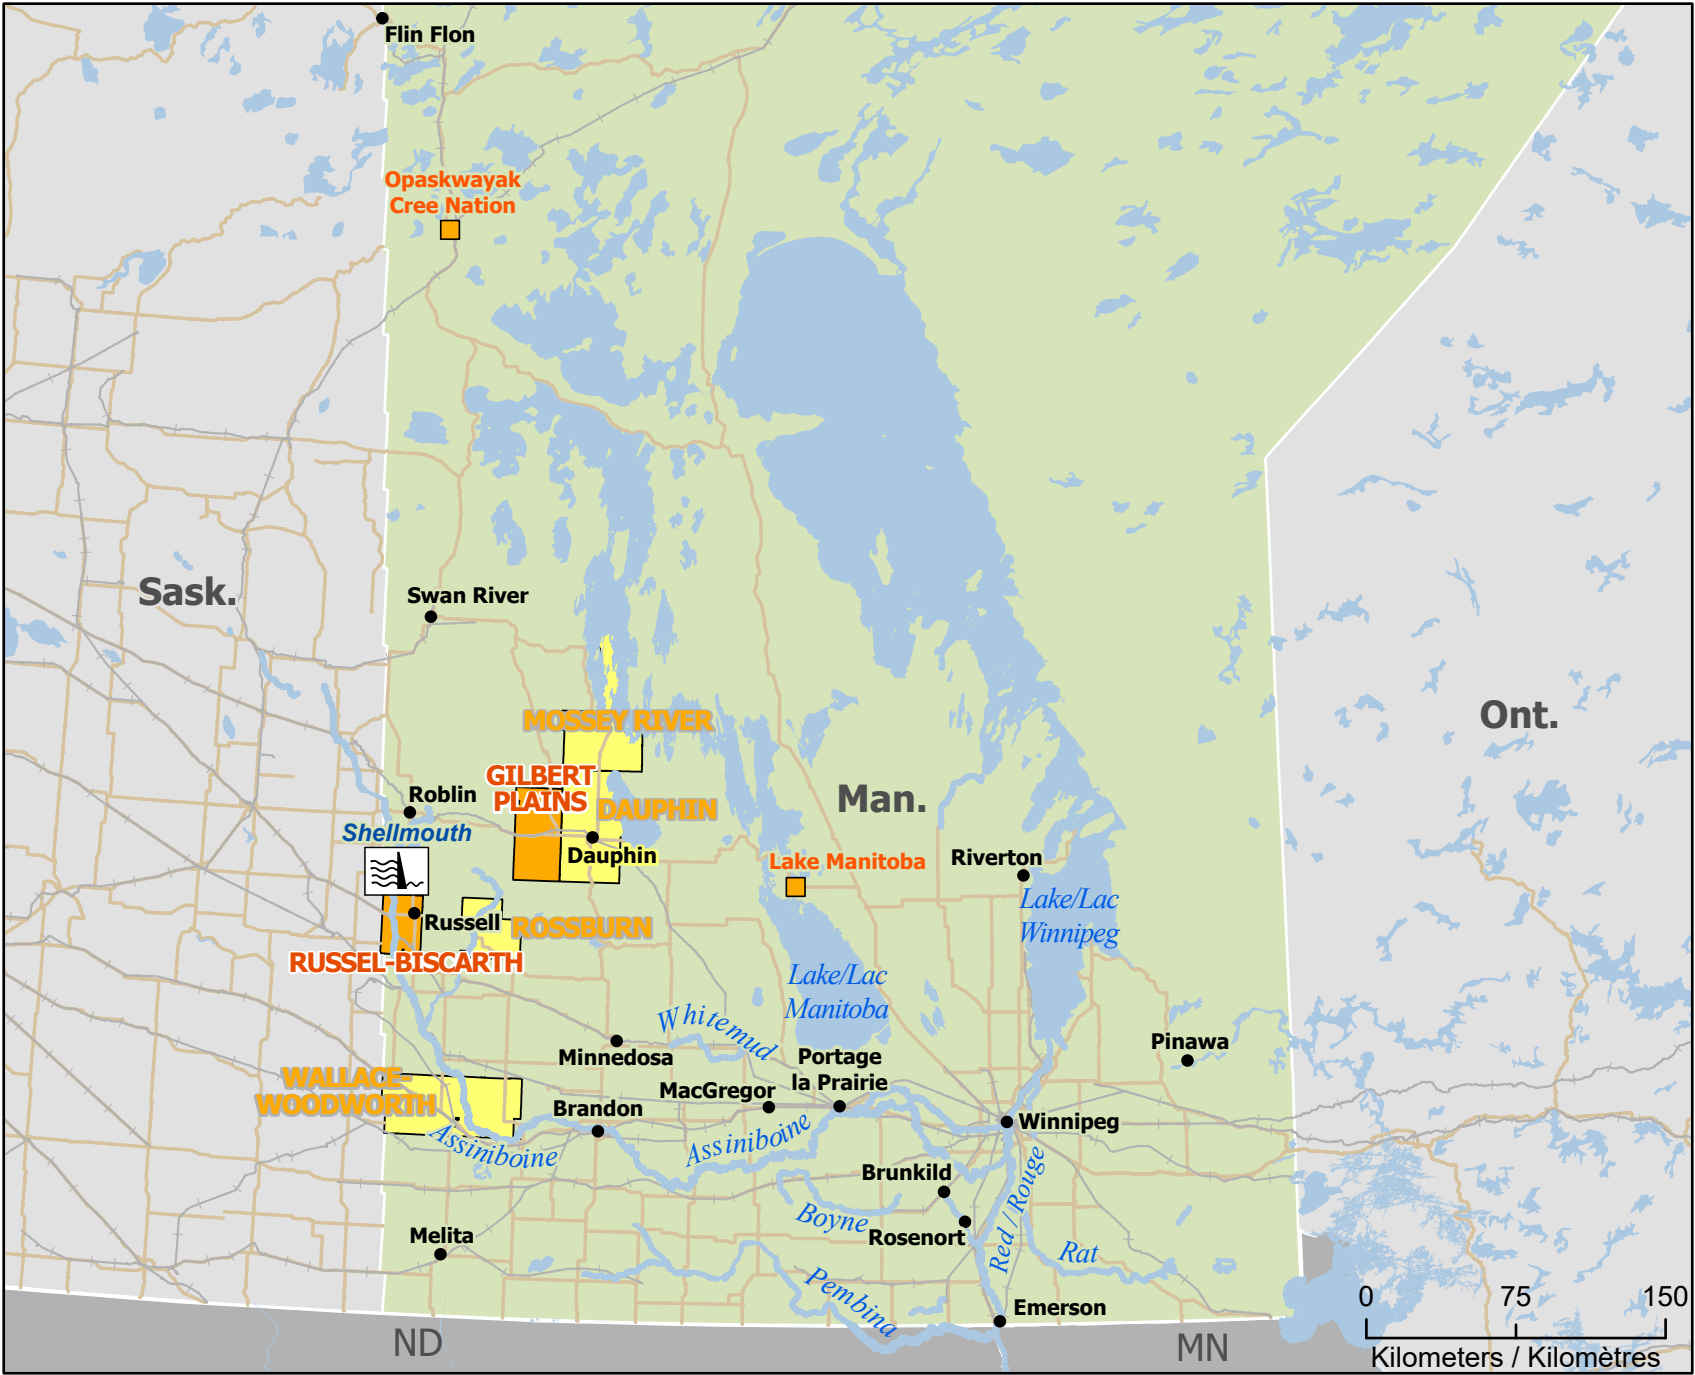 Flin Flon
Opaskwayak
Cree Nation
Sask.
Swan River
MOSSEY RIVER
Ont.
GILBERT
PLAINS
Roblin
DAUPHIN
Man.
Shellmouth
Dauphin
Lake Manitoba
Riverton
Lake/Lac
Winnipeg
Russell
ROSSBURN
RUSSEL-BISCARTH
Lake/Lac
Manitoba
Whitemud
Minnedosa
Portage
la Prairie
Pinawa
WALLACE-
WOODWORTH
MacGregor
Brandon
Winnipeg
Assiniboine
Assiniboine
Brunkild
Red / Rouge
Boyne
Rosenort
Rat
Melita
Pembina
Emerson
0 75 150
Kilometers / Kilomètres
ND
MN